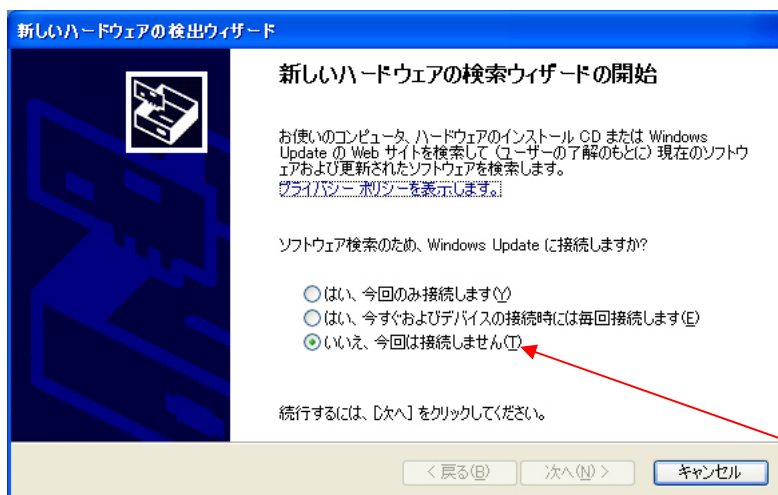 新しいハードウェアの検出ウィザード
新しいハードウェアの検索ウィザードの開始
お使いのコンピュータ、ハードウェアのインストール CD または Windows
Update の Web サイトを検索して (ユーザーの了解のもとに) 現在のソフトウ
ェアおよび更新されたソフトウェアを検索します。
プライバシー ポリシーを表示します。
ソフトウェア検索のため、Windows Update に接続しますか?
はい、今回のみ接続します(Y)
はい、今すぐおよびデバイスの接続時には毎回接続します(E)
いいえ、今回は接続しません(T)
続行するには、[次へ] をクリックしてください。
< 戻る(B) 次へ(N) > キャンセル